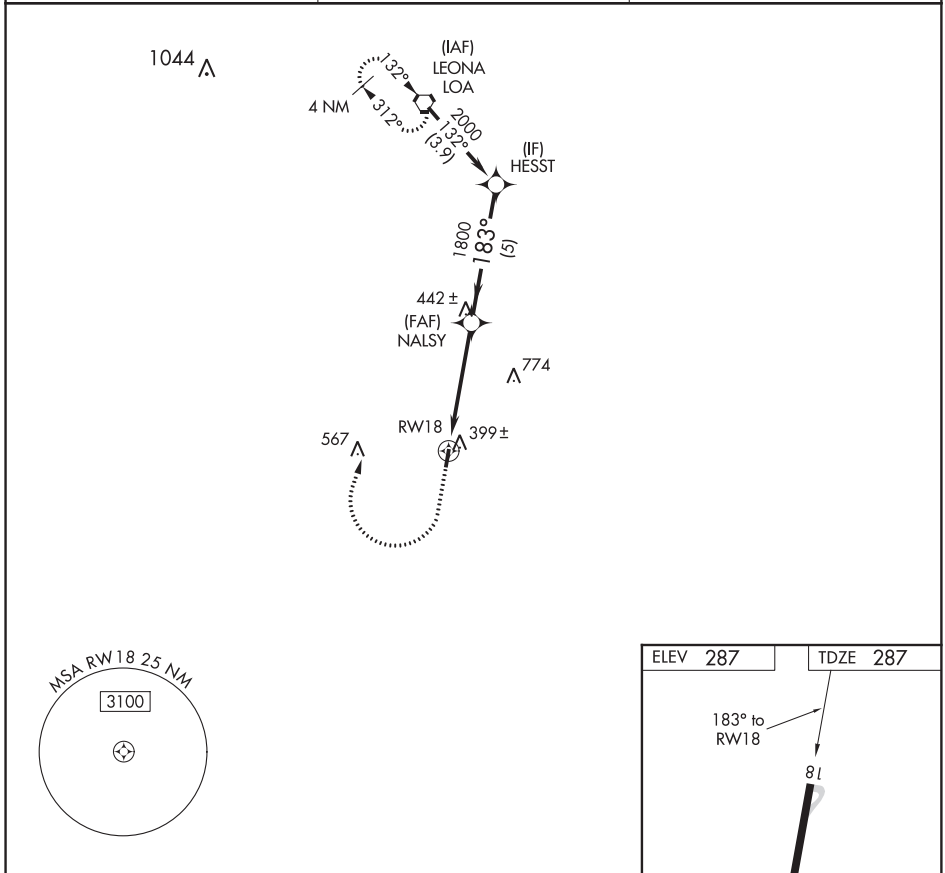 1044
(IAF)
LEONA
LOA
132°
4 NM
312°
2000
132°
(3.9)
(IF)
HESST
1800
183°
(5)
442 ±
(FAF)
NALSY
774
RW18
399 ±
567
MSA RW18 25 NM
3100
ELEV 287
TDZE 287
183° to
RW18
18